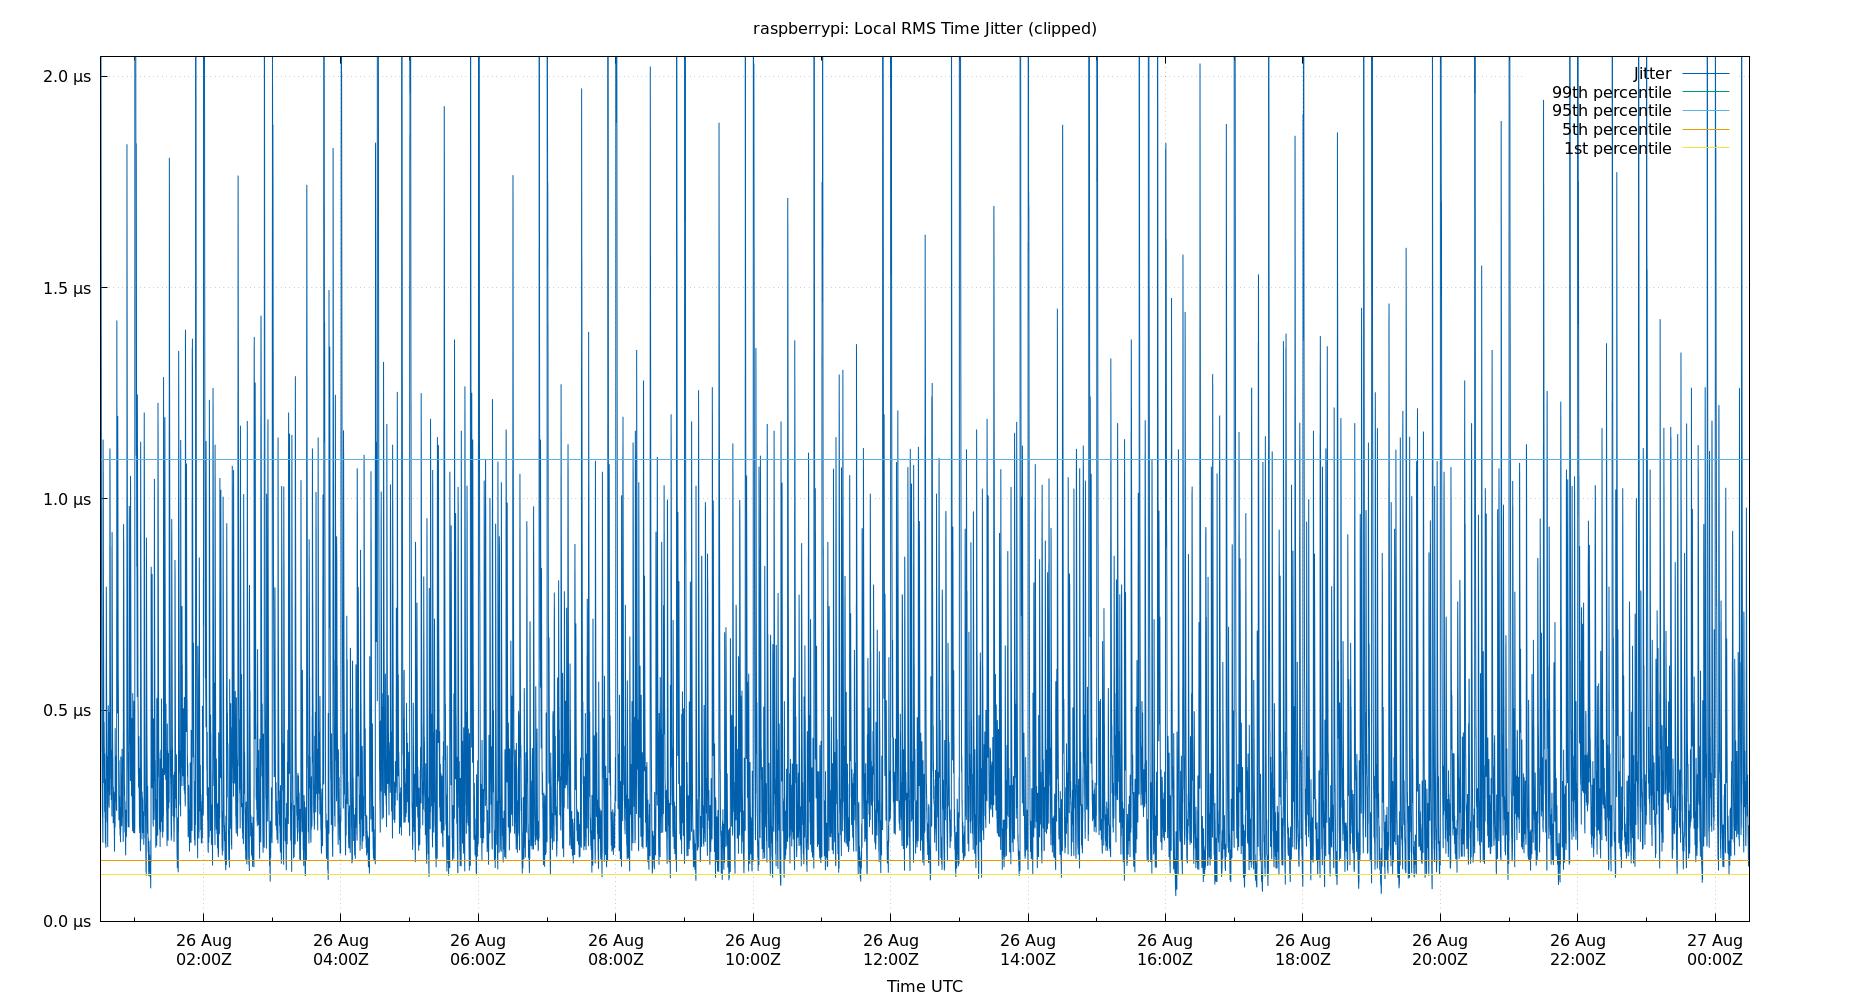 raspberrypi: Local RMS Time Jitter (clipped)
2.0 µs
1.5 µs
1.0 µs
0.5 µs
0.0 µs
Jitter
99th percentile
95th percentile
5th percentile
1st percentile
26 Aug 26 Aug 26 Aug 26 Aug 26 Aug 26 Aug 26 Aug 26 Aug 26 Aug 26 Aug 26 Aug 27 Aug
02:00Z 04:00Z 06:00Z 08:00Z 10:00Z 12:00Z 14:00Z 16:00Z 18:00Z 20:00Z 22:00Z 00:00Z
Time UTC